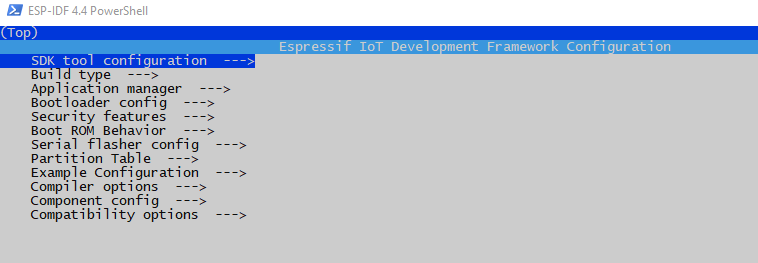 ESP-IDF 4.4 PowerShell
(Top)
Espressif IoT Development Framework Configuration
SDK tool configuration  --->
Build type  --->
Application manager  --->
Bootloader config  --->
Security features  --->
Boot ROM Behavior  --->
Serial flasher config  --->
Partition Table  --->
Example Configuration  --->
Compiler options  --->
Component config  --->
Compatibility options  --->